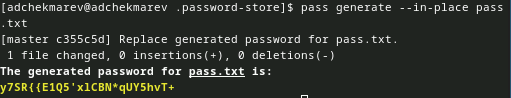 [adchekmarev@adchekmarev .password-store]$ pass generate --in-place pass
.txt
[master c355c5d] Replace generated password for pass.txt.
 1 file changed, 0 insertions(+), 0 deletions(-)
The generated password for pass.txt is:
y7SR{{E1Q5'xlCBN*qUY5hvT+